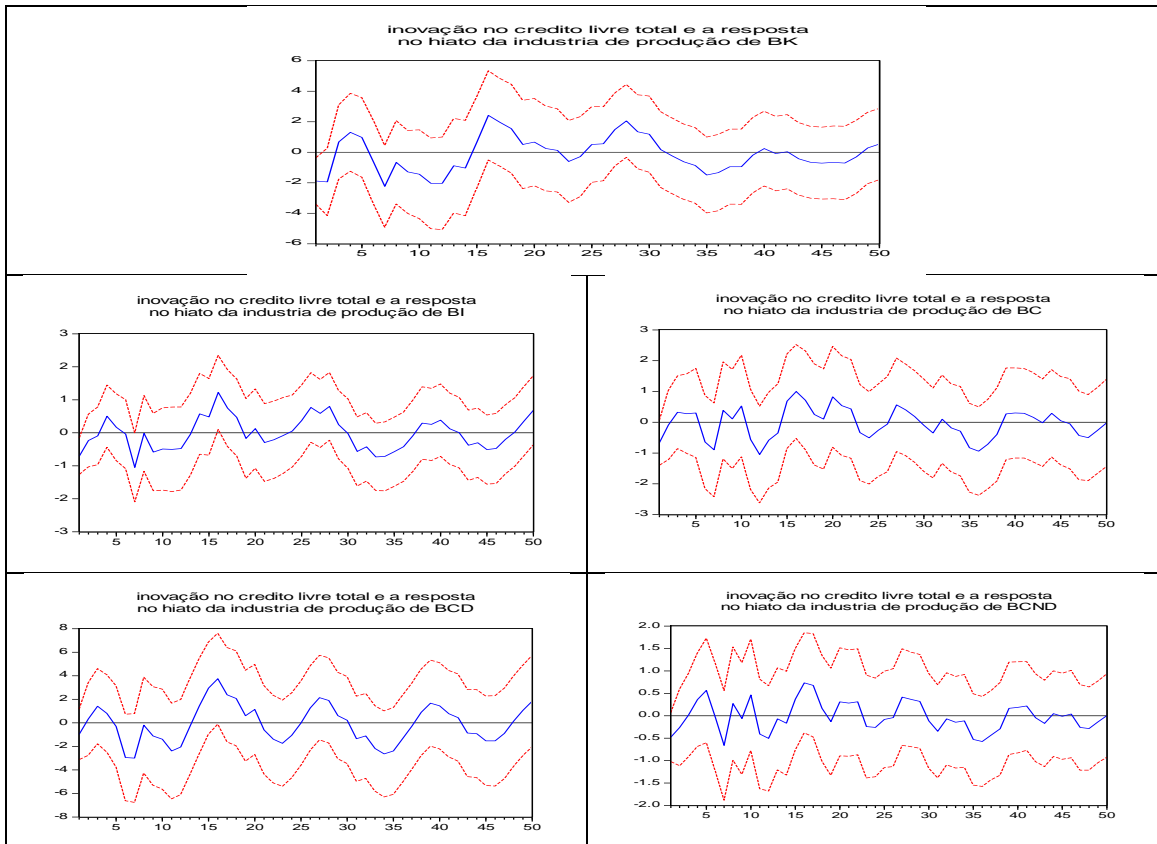 inovação no credito livre total e a resposta
no hiato da industria de produção de BK
6
4
2
0
-2
-4
-6
5 10 15 20 25 30 35 40 45 50
inovação no credito livre total e a resposta
no hiato da industria de produção de BI
3
2
1
0
-1
-2
-3
5 10 15 20 25 30 35 40 45 50
inovação no credito livre total e a resposta
no hiato da industria de produção de BC
3
2
1
0
-1
-2
-3
5 10 15 20 25 30 35 40 45 50
inovação no credito livre total e a resposta
no hiato da industria de produção de BCD
8
6
4
2
0
-2
-4
-6
-8
5 10 15 20 25 30 35 40 45 50
inovação no credito livre total e a resposta
no hiato da industria de produção de BCND
2.0
1.5
1.0
0.5
0.0
-0.5
-1.0
-1.5
-2.0
5 10 15 20 25 30 35 40 45 50